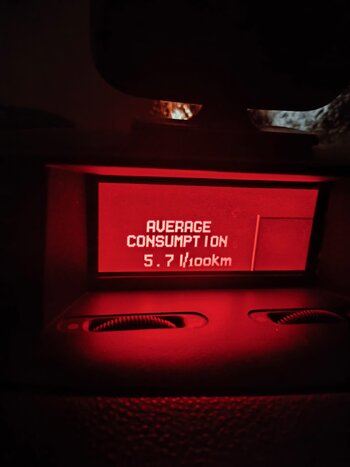 AVERAGE
CONSUMPTION
5.7 l/100km